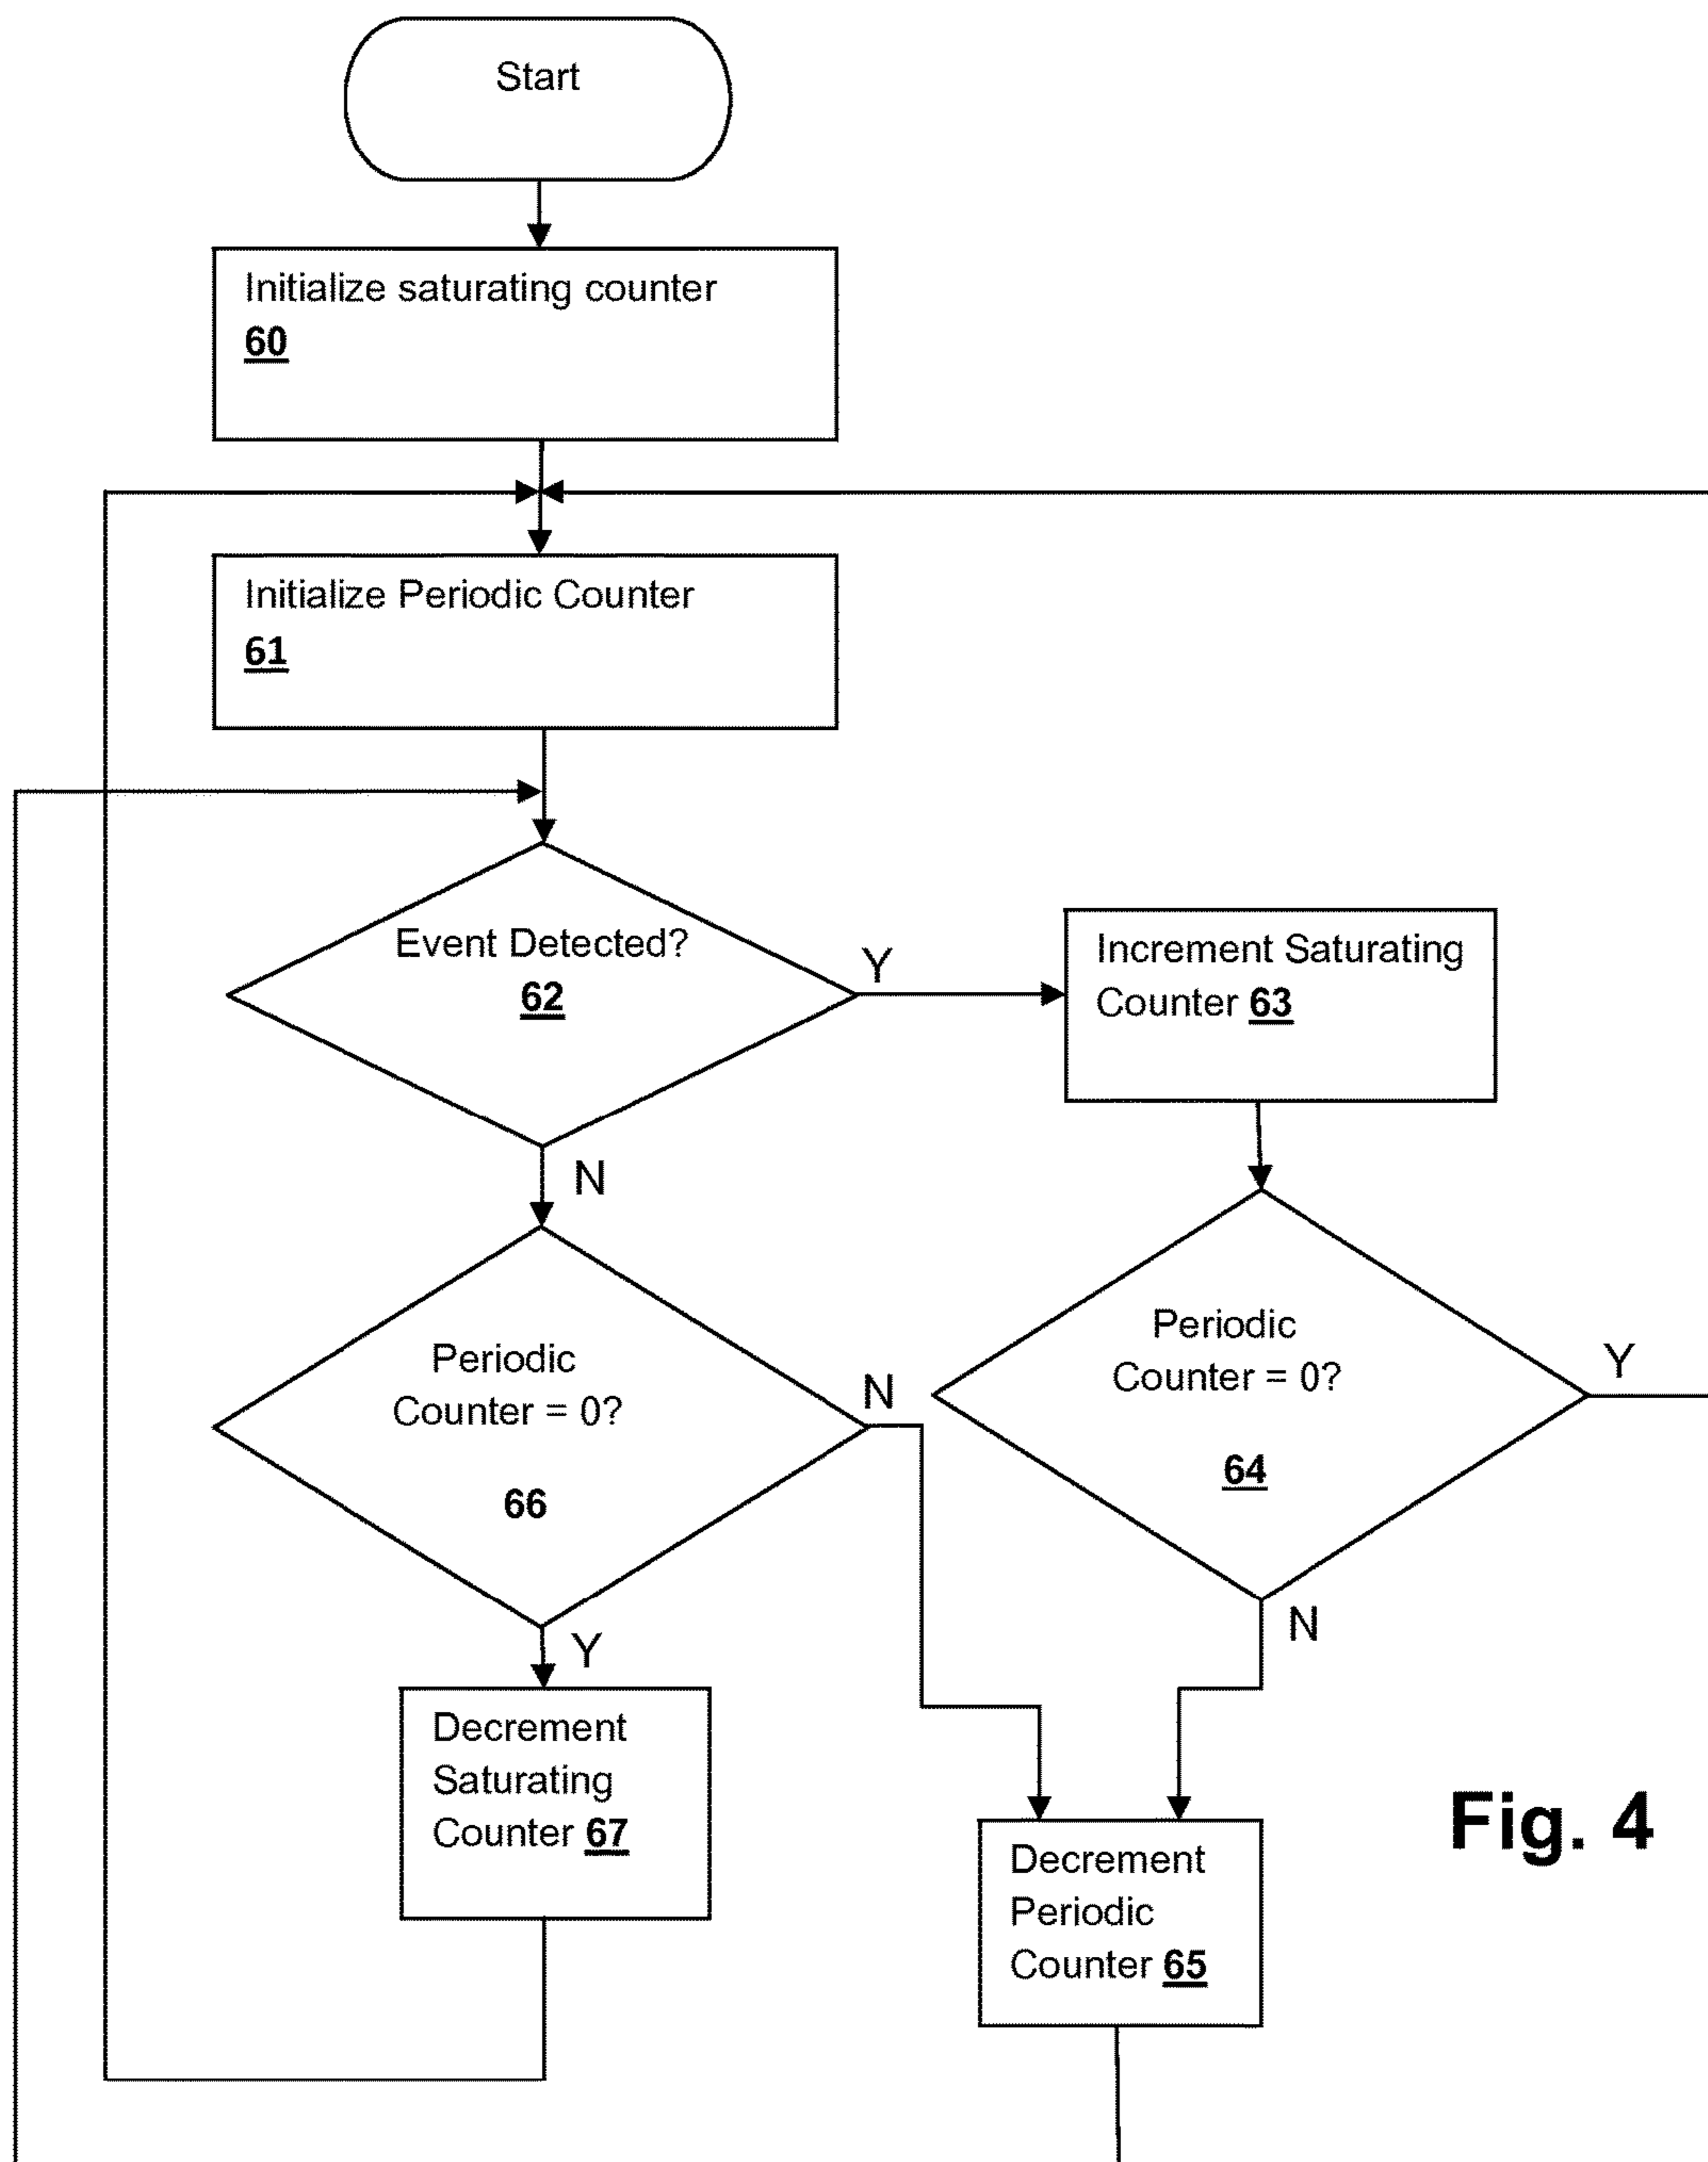 Start
Initialize saturating counter
60
Initialize Periodic Counter
61
Event Detected?
62
Y
Increment Saturating
Counter 63
N
Periodic
Counter = 0?
64
Y
N
Periodic
Counter = 0?
66
N
Y
Decrement
Saturating
Counter 67
Decrement
Periodic
Counter 65
Fig. 4